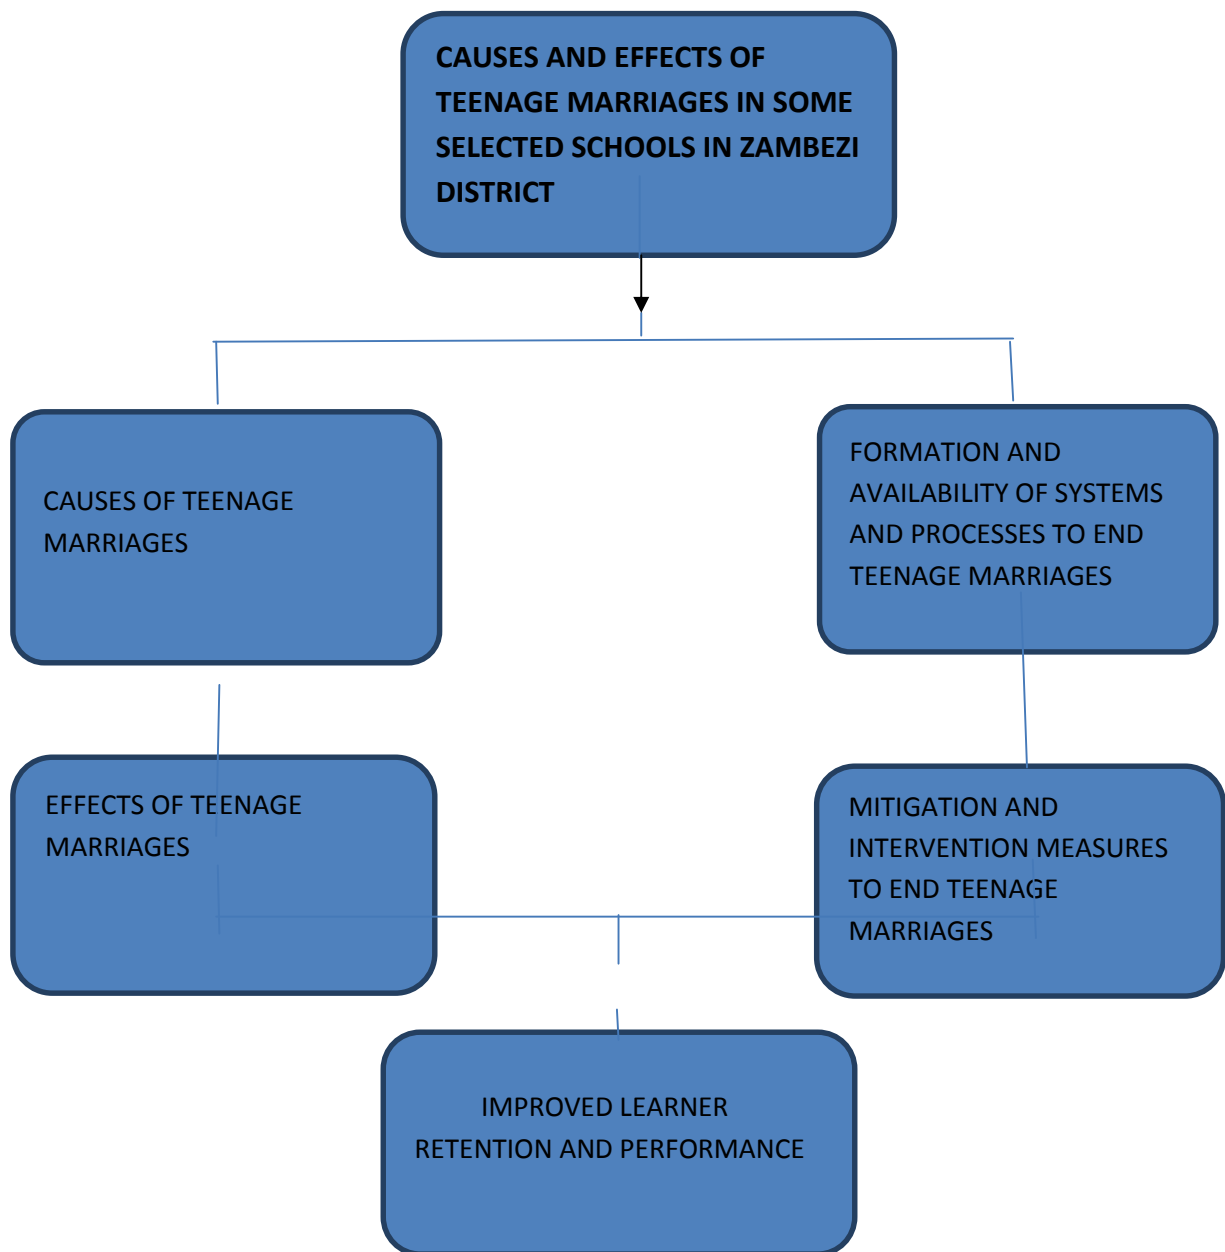 CAUSES AND EFFECTS OF
TEENAGE MARRIAGES IN SOME
SELECTED SCHOOLS IN ZAMBEZI
DISTRICT
CAUSES OF TEENAGE
MARRIAGES
FORMATION AND
AVAILABILITY OF SYSTEMS
AND PROCESSES TO END
TEENAGE MARRIAGES
EFFECTS OF TEENAGE
MARRIAGES
MITIGATION AND
INTERVENTION MEASURES
TO END TEENAGE
MARRIAGES
IMPROVED LEARNER
RETENTION AND PERFORMANCE